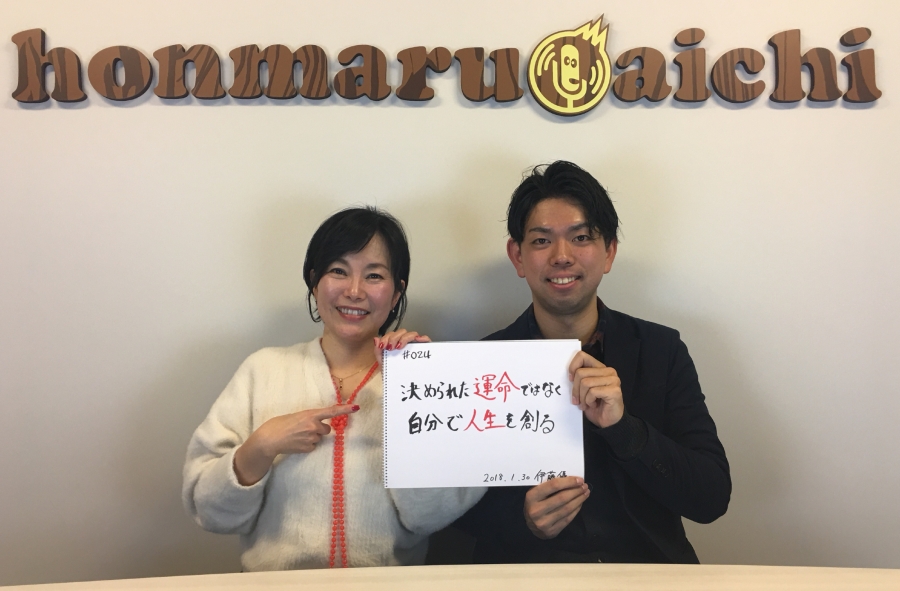 honmaru aichi
#024
決められた運命ではなく
自分で人生を創る
2018.1.30 伊藤